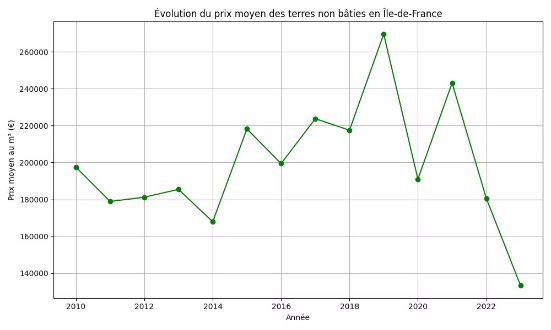 Évolution du prix moyen des terres non bâties en Île-de-France
Prix moyen au m² (€)
260000
240000
220000
200000
180000
160000
140000
2010 2012 2014 2016 2018 2020 2022
Année